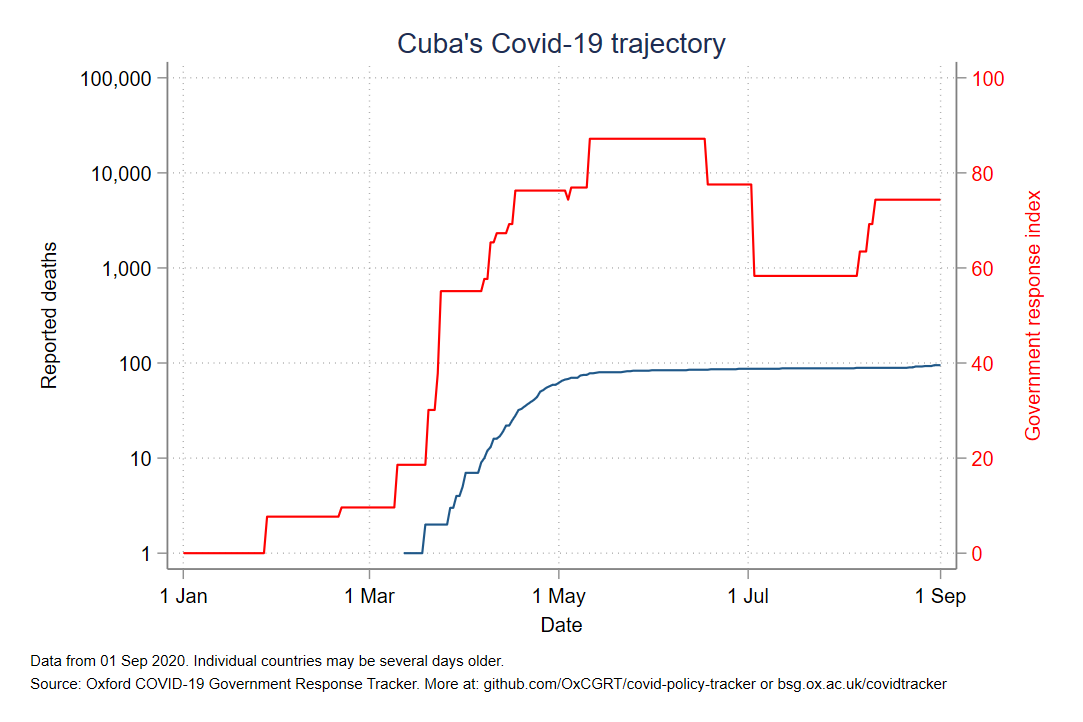 Cuba's Covid-19 trajectory
100,000
10,000
1,000
100
10
1
Reported deaths
100
80
60
40
20
0
Government response index
1 Jan 1 Mar 1 May 1 Jul 1 Sep
Date
Data from 01 Sep 2020. Individual countries may be several days older.
Source: Oxford COVID-19 Government Response Tracker. More at: github.com/OxCGRT/covid-policy-tracker or bsg.ox.ac.uk/covidtracker